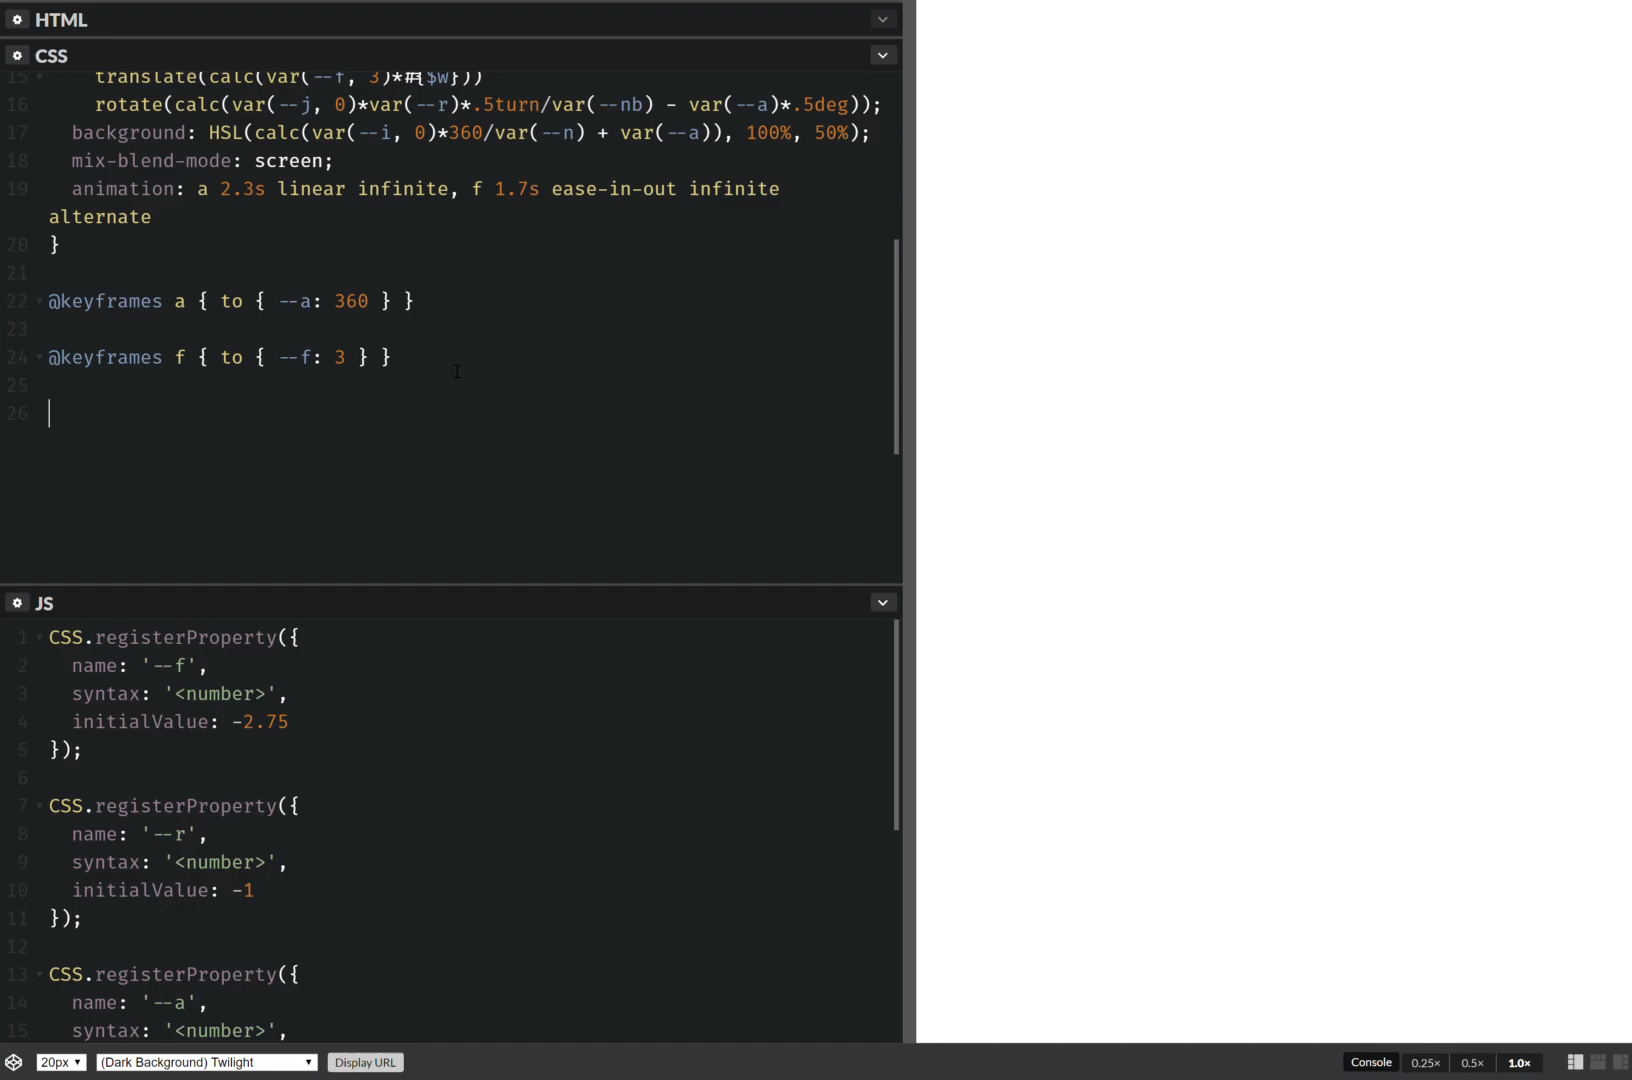 HTML
CSS
15 translate(calc(var(--f, 3)*#{$w}))
16 rotate(calc(var(--j, 0)*var(--r)*.5turn/var(--nb) - var(--a)*.5deg));
17 background: HSL(calc(var(--i, 0)*360/var(--n) + var(--a)), 100%, 50%);
18 mix-blend-mode: screen;
19 animation: a 2.3s linear infinite, f 1.7s ease-in-out infinite
alternate
20 }
21
22 @keyframes a { to { --a: 360 } }
23
24 @keyframes f { to { --f: 3 } }
25
26
JS
1 CSS.registerProperty({
2 name: '--f',
3 syntax: '<number>',
4 initialValue: -2.75
5 });
6
7 CSS.registerProperty({
8 name: '--r',
9 syntax: '<number>',
10 initialValue: -1
11 });
12
13 CSS.registerProperty({
14 name: '--a',
15 syntax: '<number>',
20px (Dark Background) Twilight Display URL Console 0.25× 0.5× 1.0×